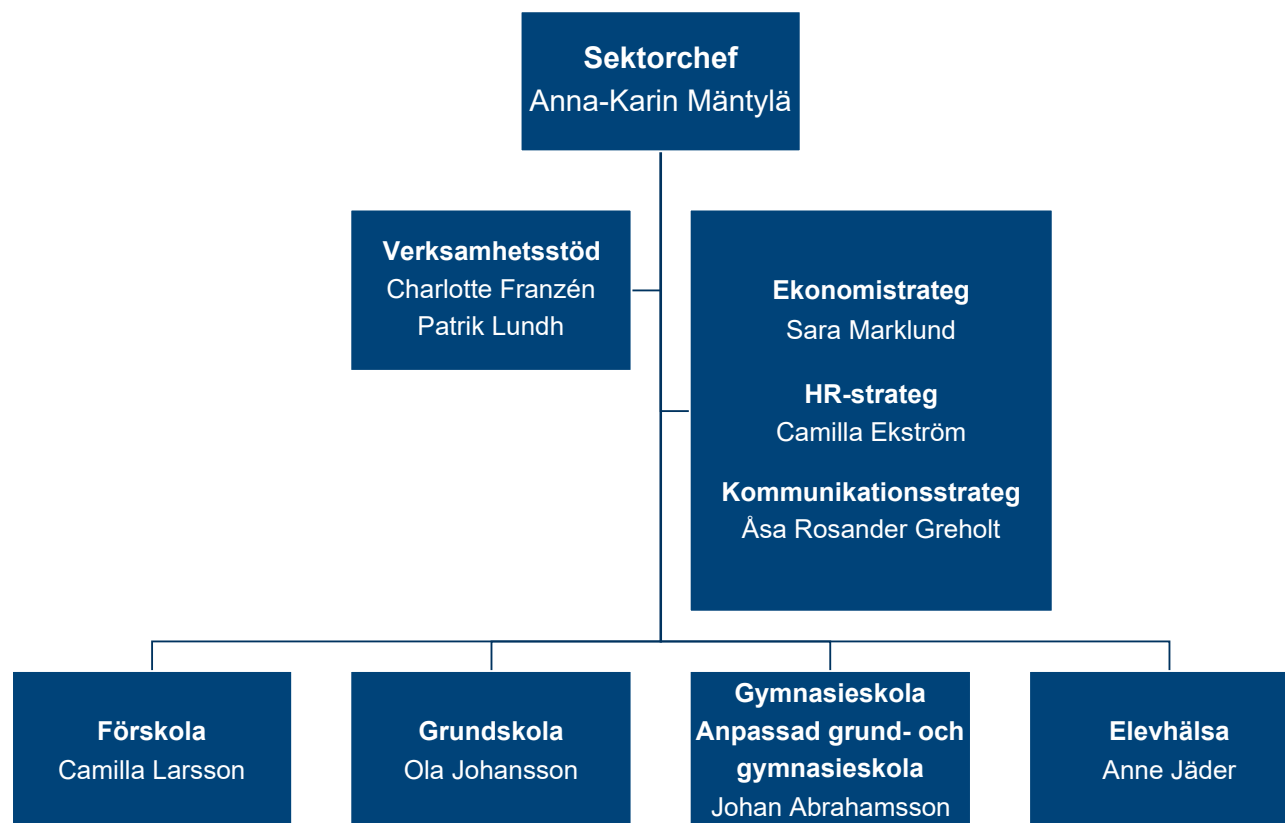 Sektorchef
Anna-Karin Mäntylä
Verksamhetsstöd
Charlotte Franzén
Patrik Lundh
Ekonomistrateg
Sara Marklund
HR-strateg
Camilla Ekström
Kommunikationsstrateg
Åsa Rosander Greholt
Förskola
Camilla Larsson
Grundskola
Ola Johansson
Gymnasieskola
Anpassad grund- och
gymnasieskola
Johan Abrahamsson
Elevhälsa
Anne Jäder